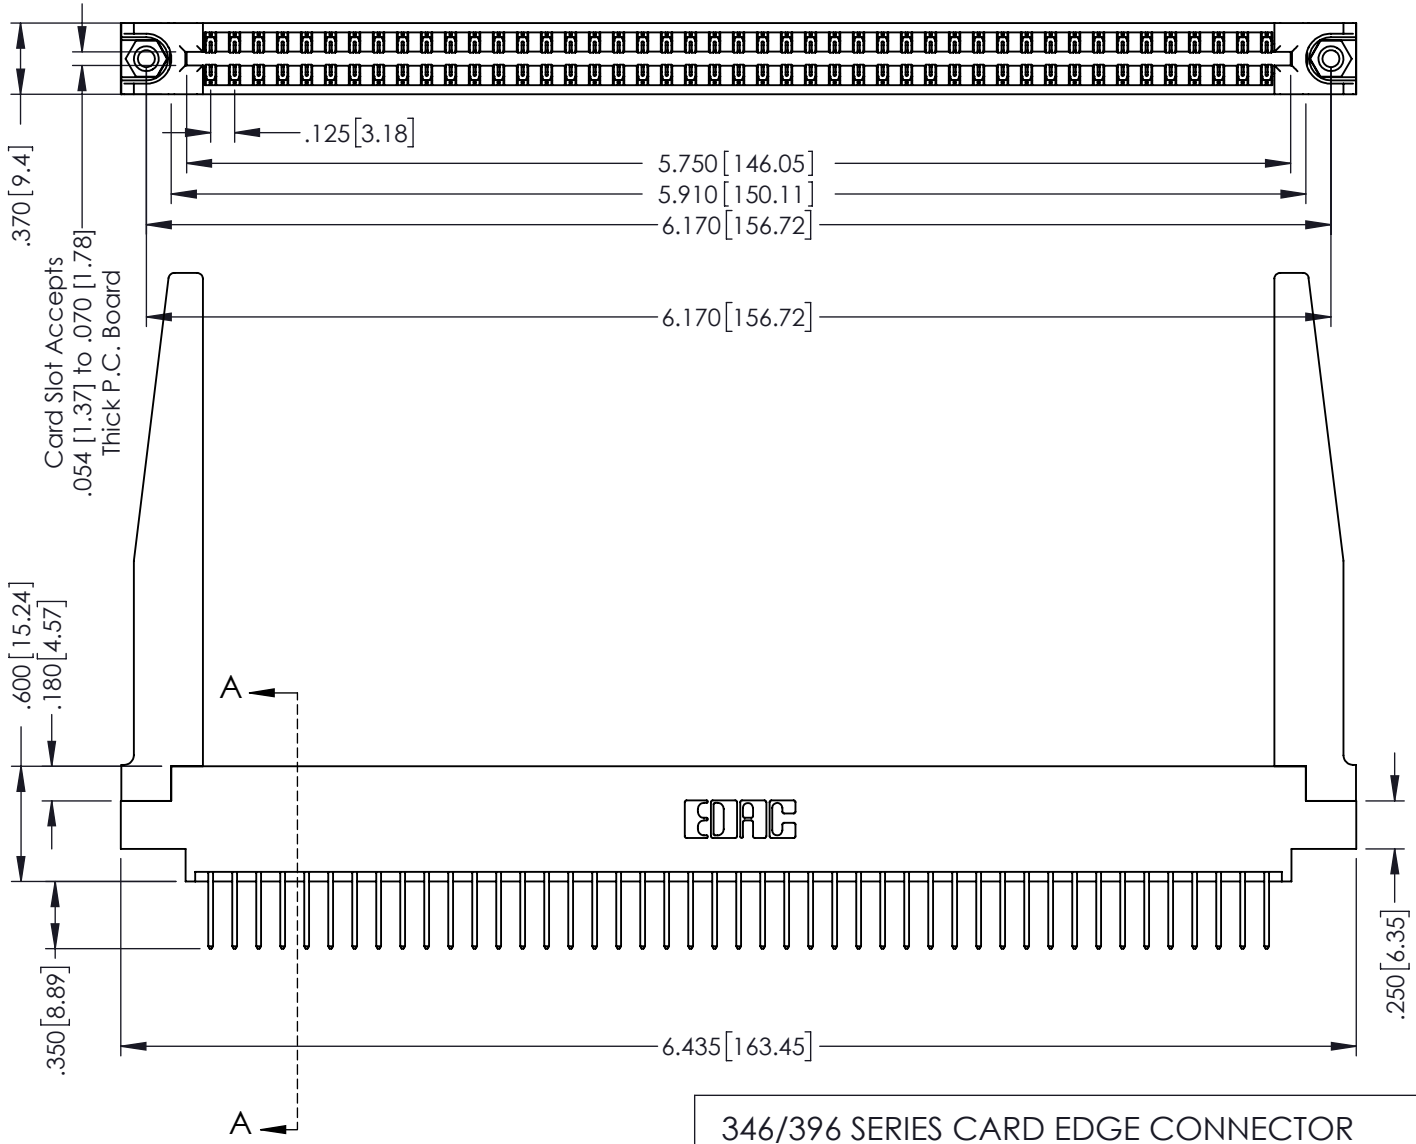 .125[3.18]
5.750[146.05]
5.910[150.11]
6.170[156.72]
.370[9.4]
Card Slot Accepts
.054 [1.37] to .070 [1.78]
Thick P.C. Board
6.170[156.72]
.600[15.24]
.180[4.57]
A
EDAC
.350[8.89]
.250[6.35]
6.435[163.45]
A
346/396 SERIES CARD EDGE CONNECTOR